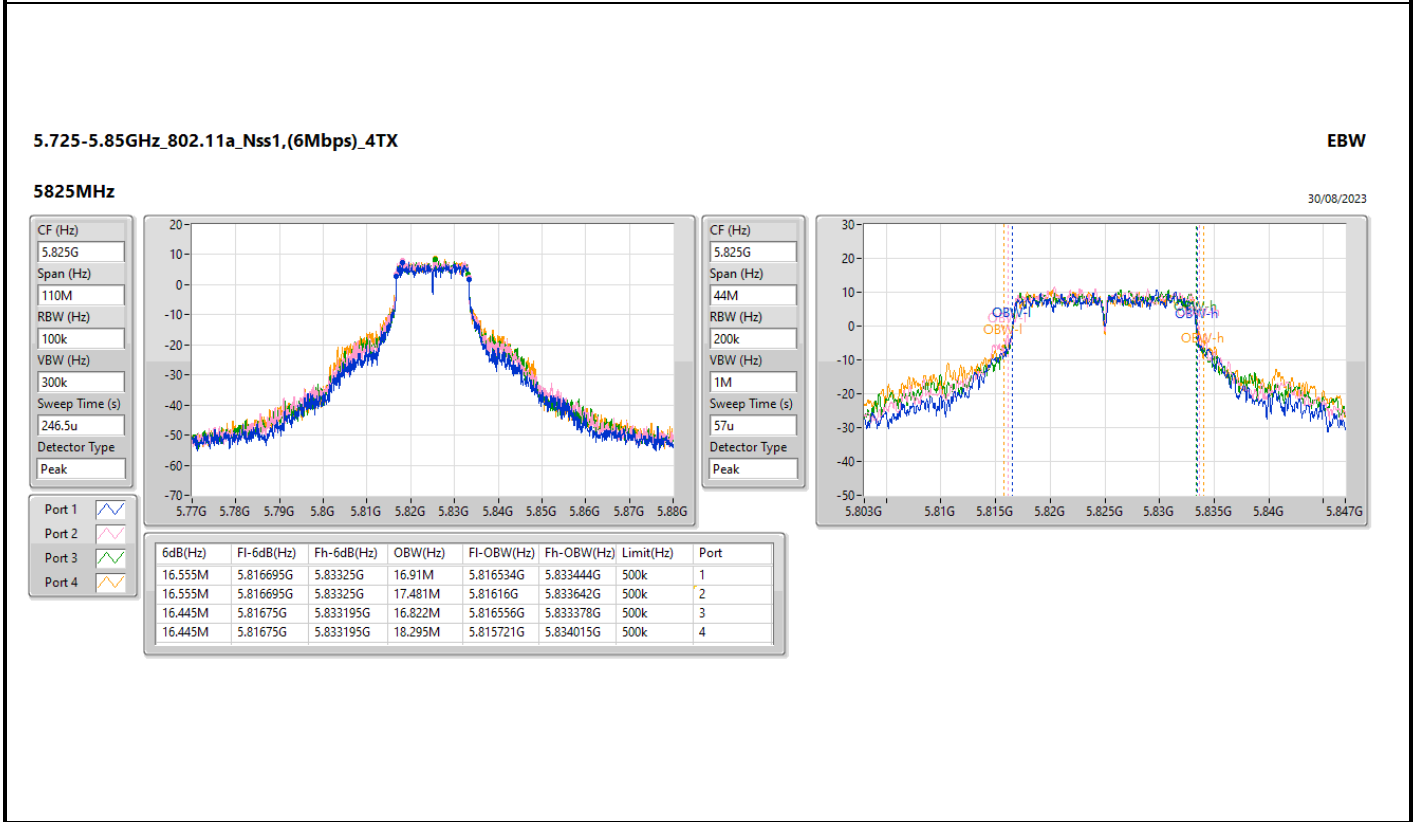 5.725-5.85GHz_802.11a_Nss1,(6Mbps)_4TX
EBW
5825MHz
30/08/2023
CF (Hz)
5.825G
Span (Hz)
110M
RBW (Hz)
100k
VBW (Hz)
300k
Sweep Time (s)
246.5u
Detector Type
Peak
20
10
0
-10
-20
-30
-40
-50
-60
-70
5.77G 5.78G 5.79G 5.8G 5.81G 5.82G 5.83G 5.84G 5.85G 5.86G 5.87G 5.88G
CF (Hz)
5.825G
Span (Hz)
44M
RBW (Hz)
200k
VBW (Hz)
1M
Sweep Time (s)
57u
Detector Type
Peak
30
20
10
0
-10
-20
-30
-40
-50
OBW-l
OBW-h
OBW-l
OBW-h
5.803G 5.81G 5.815G 5.82G 5.825G 5.83G 5.835G 5.84G 5.847G
Port 1
Port 2
Port 3
Port 4
6dB(Hz) Fl-6dB(Hz) Fh-6dB(Hz) OBW(Hz) Fl-OBW(Hz) Fh-OBW(Hz) Limit(Hz) Port
16.555M 5.816695G 5.83325G 16.91M 5.816534G 5.833444G 500k 1
16.555M 5.816695G 5.83325G 17.481M 5.81616G 5.833642G 500k 2
16.445M 5.81675G 5.833195G 16.822M 5.816556G 5.833378G 500k 3
16.445M 5.81675G 5.833195G 18.295M 5.815721G 5.834015G 500k 4